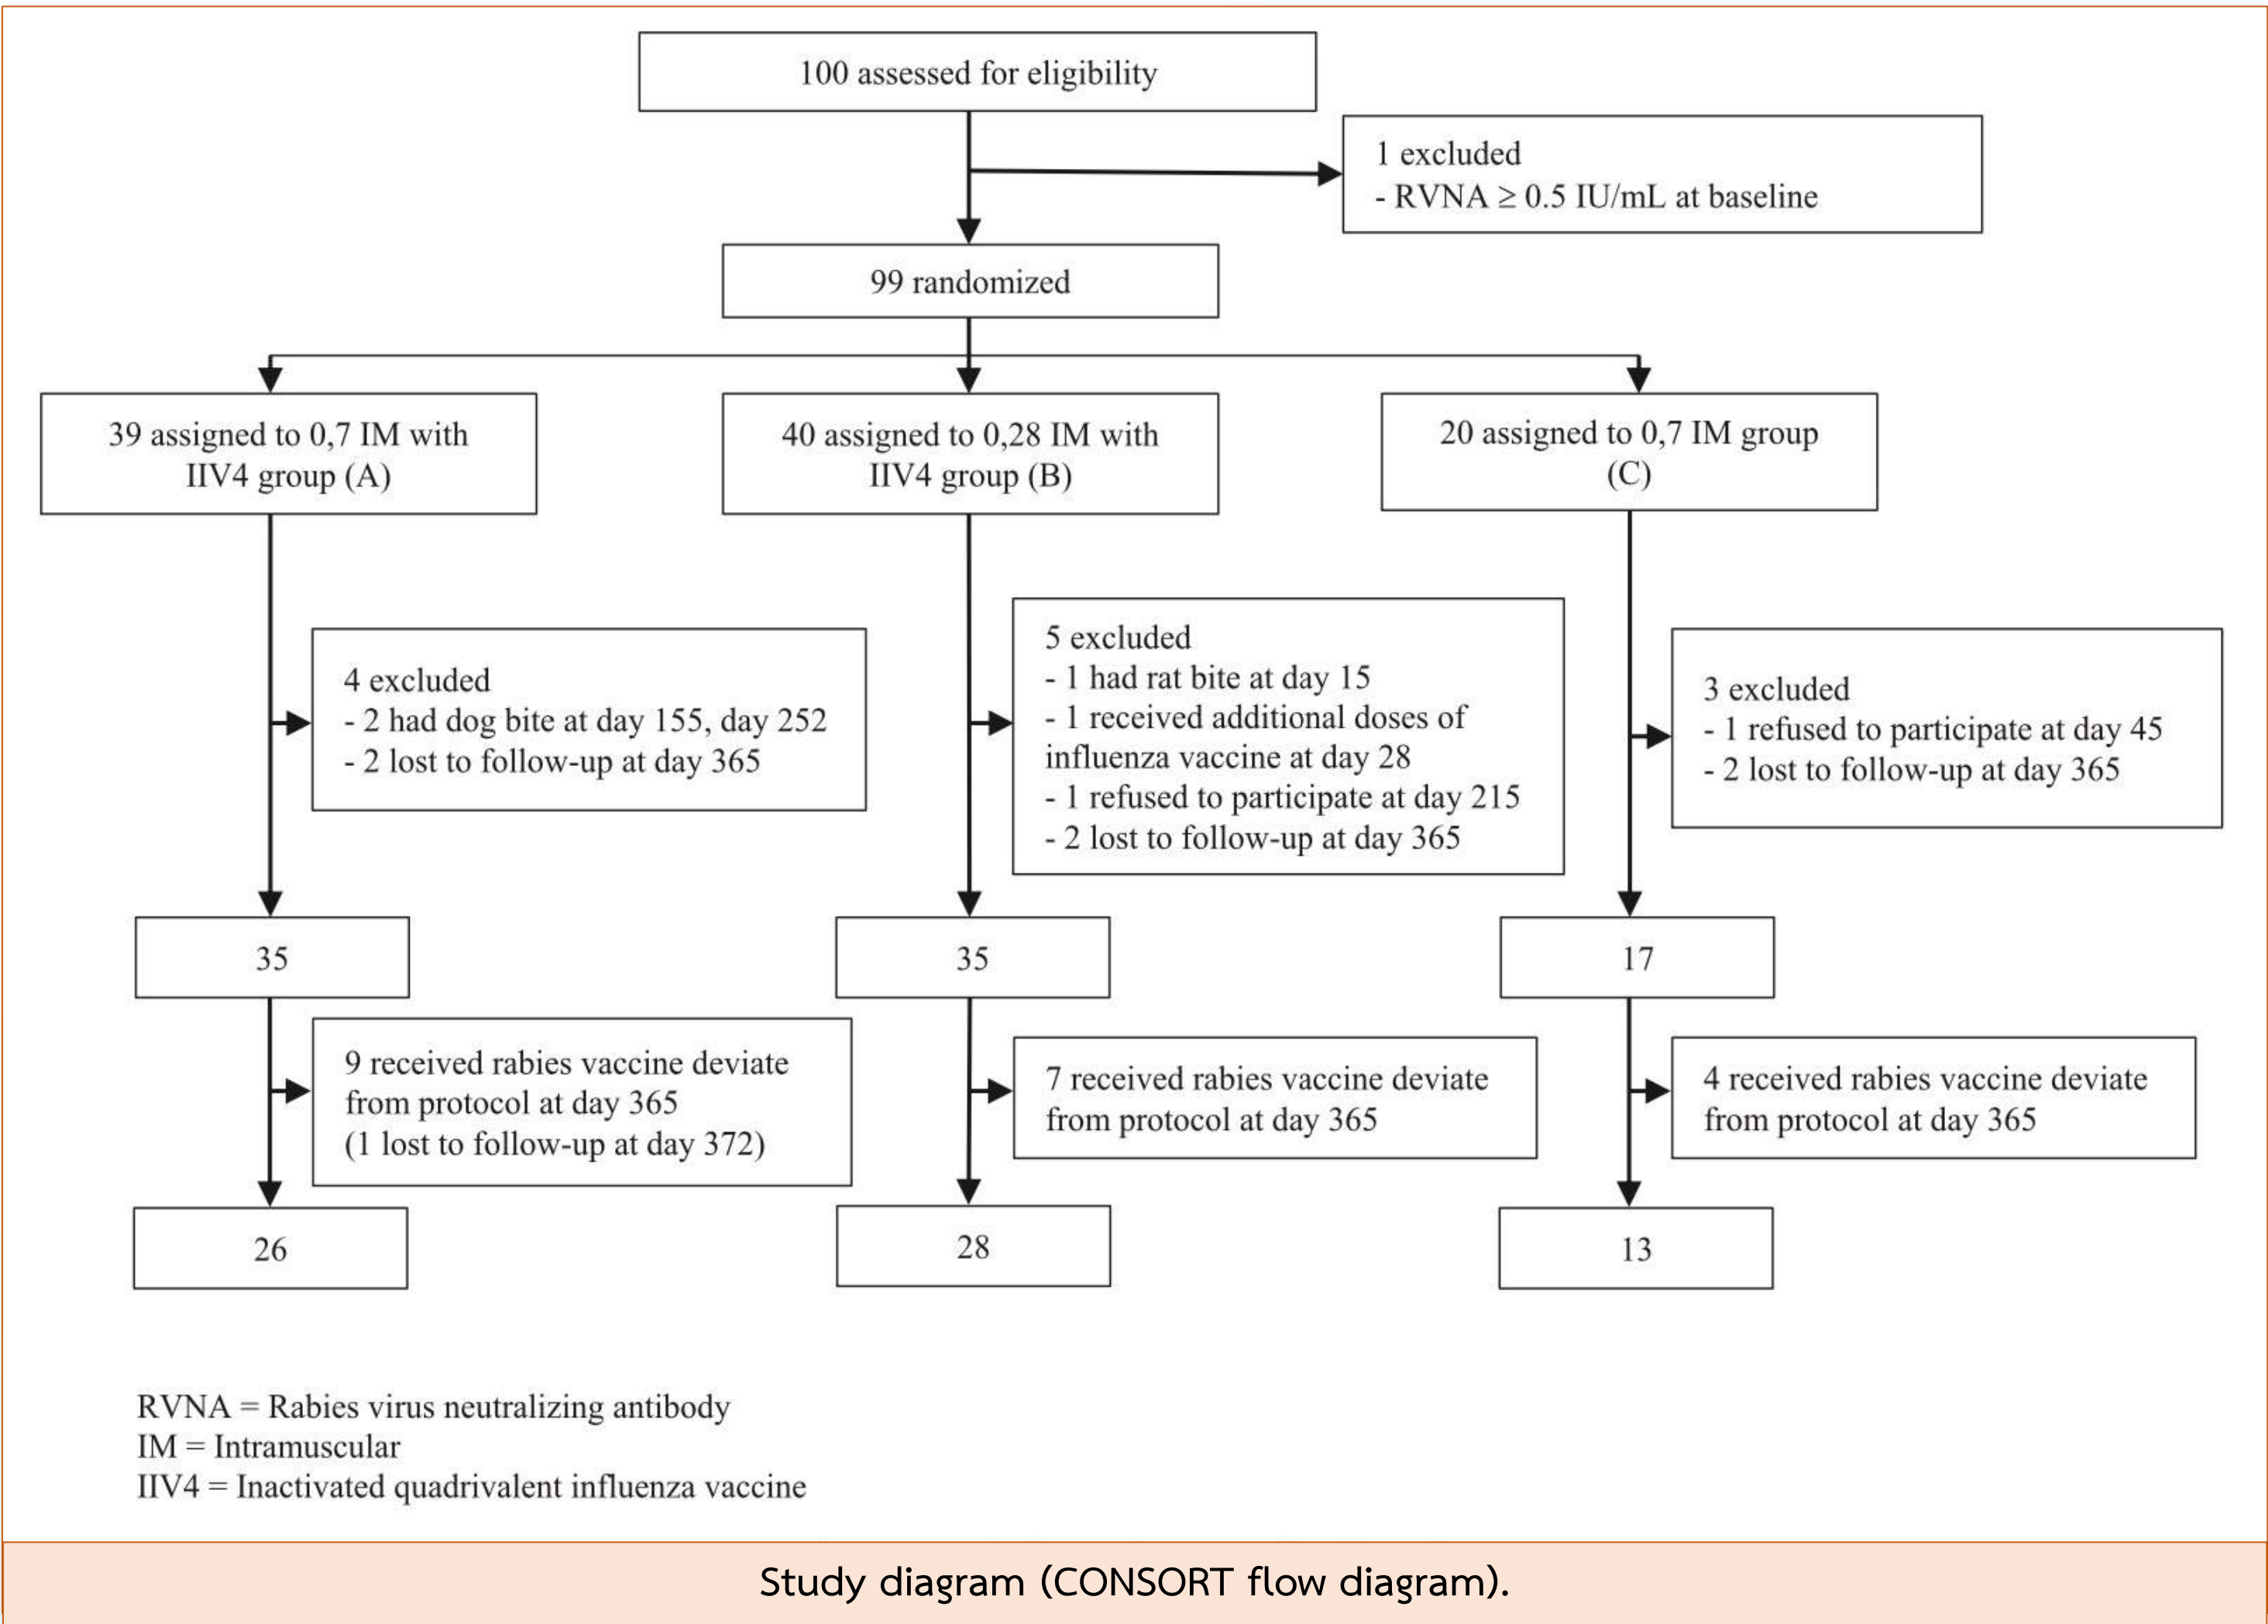 100 assessed for eligibility
1 excluded
- RVNA ≥ 0.5 IU/mL at baseline
99 randomized
39 assigned to 0,7 IM with
IIV4 group (A)
40 assigned to 0,28 IM with
IIV4 group (B)
20 assigned to 0,7 IM group
(C)
4 excluded
- 2 had dog bite at day 155, day 252
- 2 lost to follow-up at day 365
5 excluded
- 1 had rat bite at day 15
- 1 received additional doses of
influenza vaccine at day 28
- 1 refused to participate at day 215
- 2 lost to follow-up at day 365
3 excluded
- 1 refused to participate at day 45
- 2 lost to follow-up at day 365
35
35
17
9 received rabies vaccine deviate
from protocol at day 365
(1 lost to follow-up at day 372)
7 received rabies vaccine deviate
from protocol at day 365
4 received rabies vaccine deviate
from protocol at day 365
26
28
13
RVNA = Rabies virus neutralizing antibody
IM = Intramuscular
IIV4 = Inactivated quadrivalent influenza vaccine
Study diagram (CONSORT flow diagram).